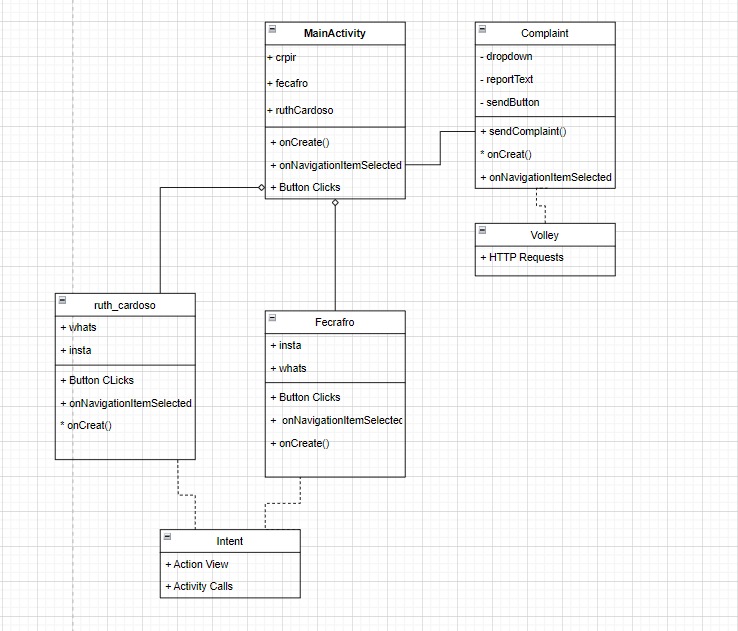 MainActivity
+ crpir
+ fecafro
+ ruthCardoso
+ onCreate()
+ onNavigationItemSelected
+ Button Clicks
Complaint
- dropdown
- reportText
- sendButton
+ sendComplaint()
* onCreat()
+ onNavigationItemSelected
Volley
+ HTTP Requests
ruth_cardoso
+ whats
+ insta
+ Button CLicks
+ onNavigationItemSelected
* onCreat()
Fecrafro
+ insta
+ whats
+ Button Clicks
+ onNavigationItemSelec
+ onCreate()
Intent
+ Action View
+ Activity Calls